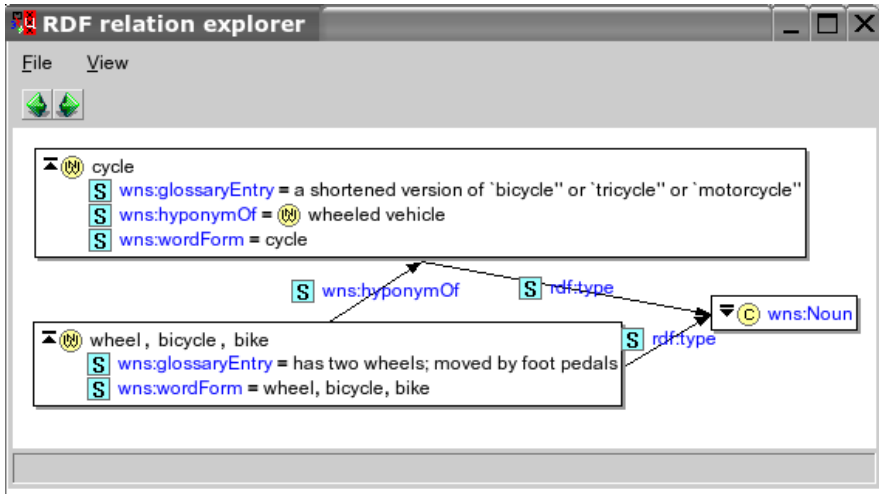 RDF relation explorer
File View
cycle
S wns:glossaryEntry = a shortened version of `bicycle'' or `tricycle'' or `motorcycle''
S wns:hyponymOf = wheeled vehicle
S wns:wordForm = cycle
S wns:hyponymOf
S rdf:type
C wns:Noun
S rdf:type
wheel , bicycle , bike
S wns:glossaryEntry = has two wheels; moved by foot pedals
S wns:wordForm = wheel, bicycle, bike